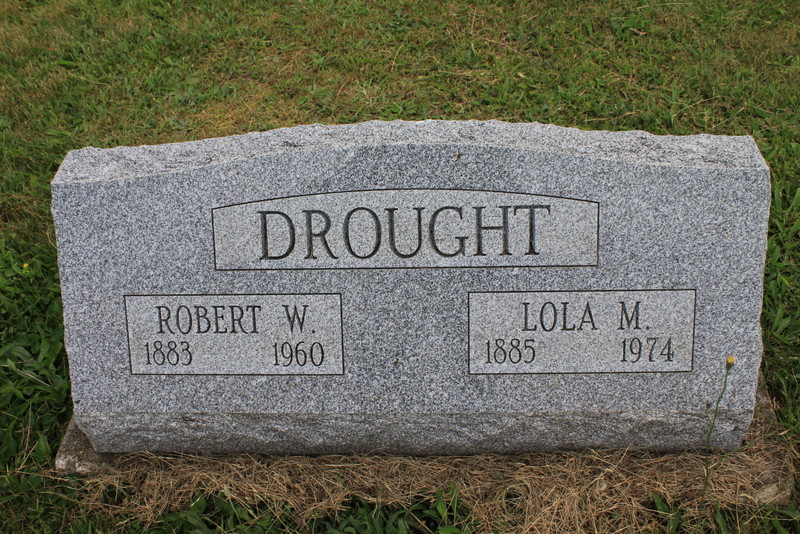 DROUGHT
ROBERT W.
1883 1960
LOLA M.
1885 1974